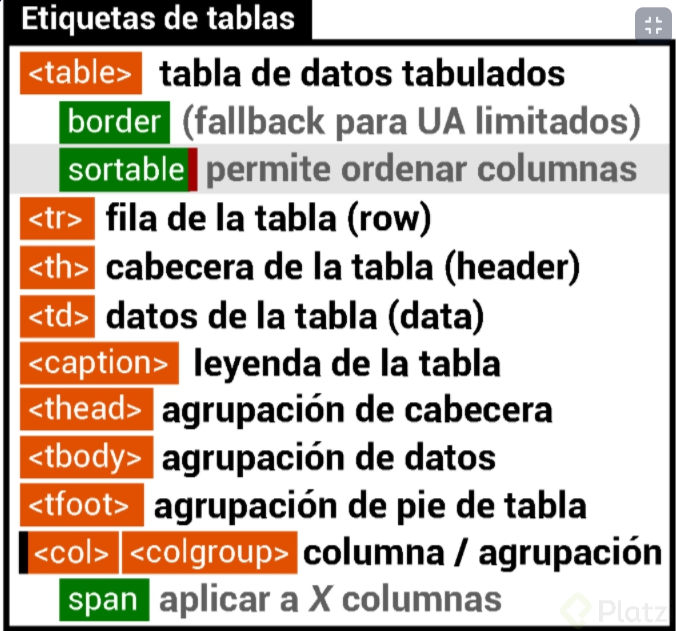 Etiquetas de tablas
<table> tabla de datos tabulados
border (fallback para UA limitados)
sortable permite ordenar columnas
<tr> fila de la tabla (row)
<th> cabecera de la tabla (header)
<td> datos de la tabla (data)
<caption> leyenda de la tabla
<thead> agrupación de cabecera
<tbody> agrupación de datos
<tfoot> agrupación de pie de tabla
<col> <colgroup> columna / agrupación
span aplicar a X columnas
Platz